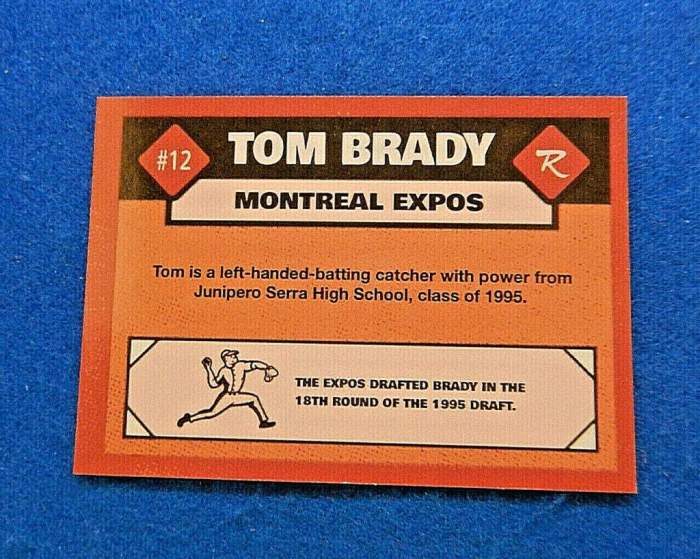 #12
TOM BRADY
R
MONTREAL EXPOS
Tom is a left-handed-batting catcher with power from
Junipero Serra High School, class of 1995.
THE EXPOS DRAFTED BRADY IN THE
18TH ROUND OF THE 1995 DRAFT.